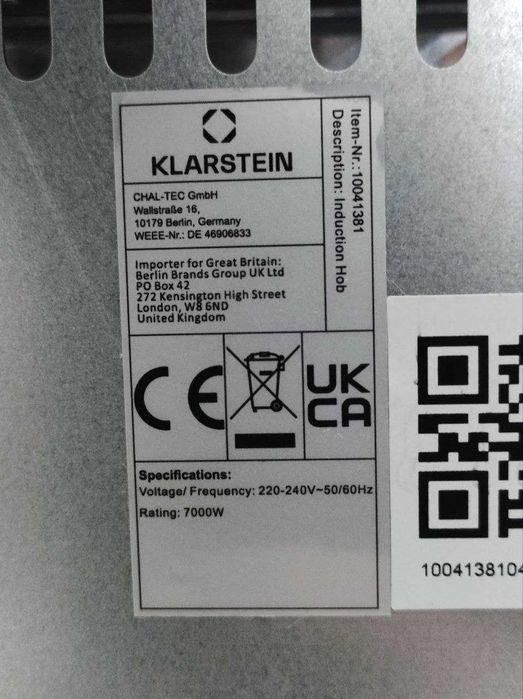 KLARSTEIN
Item-Nr.:10041381
Description: Induction Hob
CHAL-TEC GmbH
Wallstraße 16,
10179 Berlin, Germany
WEEE-Nr.: DE 46906833
Importer for Great Britain:
Berlin Brands Group UK Ltd
PO Box 42
272 Kensington High Street
London, W8 6ND
United Kingdom
CE
UK
CA
Specifications:
Voltage/ Frequency: 220-240V~50/60Hz
Rating: 7000W
1004138104